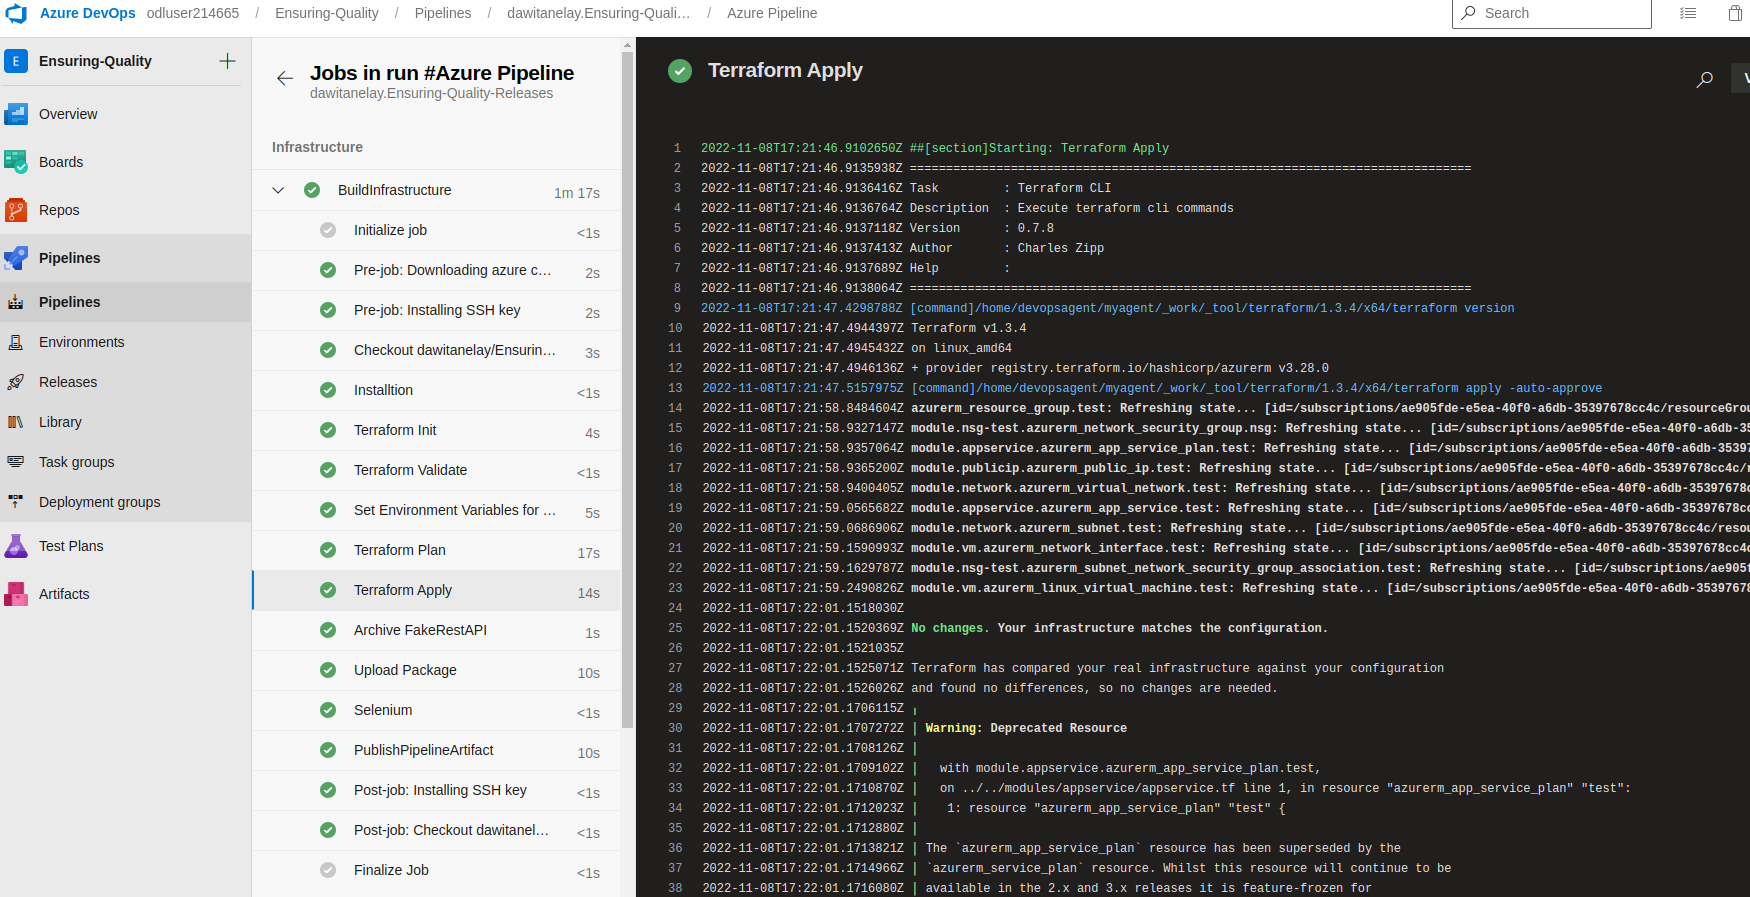 Azure DevOps odluser214665 / Ensuring-Quality / Pipelines / dawitanelay.Ensuring-Quali... / Azure Pipeline
Search
E Ensuring-Quality
Overview
Boards
Repos
Pipelines
Pipelines
Environments
Releases
Library
Task groups
Deployment groups
Test Plans
Artifacts
Jobs in run #Azure Pipeline
dawitanelay.Ensuring-Quality-Releases
Infrastructure
BuildInfrastructure 1m 17s
Initialize job <1s
Pre-job: Downloading azure c... 2s
Pre-job: Installing SSH key 2s
Checkout dawitanelay/Ensurin... 3s
Installtion <1s
Terraform Init 4s
Terraform Validate <1s
Set Environment Variables for ... 5s
Terraform Plan 17s
Terraform Apply 14s
Archive FakeRestAPI 1s
Upload Package 10s
Selenium <1s
PublishPipelineArtifact 10s
Post-job: Installing SSH key <1s
Post-job: Checkout dawitanel... <1s
Finalize Job <1s
Terraform Apply
V
1 2022-11-08T17:21:46.9102650Z ##[section]Starting: Terraform Apply
2 2022-11-08T17:21:46.9135938Z ==============================================================================
3 2022-11-08T17:21:46.9136416Z Task         : Terraform CLI
4 2022-11-08T17:21:46.9136764Z Description  : Execute terraform cli commands
5 2022-11-08T17:21:46.9137118Z Version      : 0.7.8
6 2022-11-08T17:21:46.9137413Z Author       : Charles Zipp
7 2022-11-08T17:21:46.9137689Z Help         :
8 2022-11-08T17:21:46.9138064Z ==============================================================================
9 2022-11-08T17:21:47.4298788Z [command]/home/devopsagent/myagent/_work/_tool/terraform/1.3.4/x64/terraform version
10 2022-11-08T17:21:47.4944397Z Terraform v1.3.4
11 2022-11-08T17:21:47.4945432Z on linux_amd64
12 2022-11-08T17:21:47.4946136Z + provider registry.terraform.io/hashicorp/azurerm v3.28.0
13 2022-11-08T17:21:47.5157975Z [command]/home/devopsagent/myagent/_work/_tool/terraform/1.3.4/x64/terraform apply -auto-approve
14 2022-11-08T17:21:58.8484604Z azurerm_resource_group.test: Refreshing state... [id=/subscriptions/ae905fde-e5ea-40f0-a6db-35397678cc4c/resourceGrou
15 2022-11-08T17:21:58.9327147Z module.nsg-test.azurerm_network_security_group.nsg: Refreshing state... [id=/subscriptions/ae905fde-e5ea-40f0-a6db-35
16 2022-11-08T17:21:58.9357064Z module.appservice.azurerm_app_service_plan.test: Refreshing state... [id=/subscriptions/ae905fde-e5ea-40f0-a6db-35397
17 2022-11-08T17:21:58.9365200Z module.publicip.azurerm_public_ip.test: Refreshing state... [id=/subscriptions/ae905fde-e5ea-40f0-a6db-35397678cc4c/r
18 2022-11-08T17:21:58.9400405Z module.network.azurerm_virtual_network.test: Refreshing state... [id=/subscriptions/ae905fde-e5ea-40f0-a6db-35397678c
19 2022-11-08T17:21:59.0565682Z module.appservice.azurerm_app_service.test: Refreshing state... [id=/subscriptions/ae905fde-e5ea-40f0-a6db-35397678cc
20 2022-11-08T17:21:59.0686906Z module.network.azurerm_subnet.test: Refreshing state... [id=/subscriptions/ae905fde-e5ea-40f0-a6db-35397678cc4c/resou
21 2022-11-08T17:21:59.1590993Z module.vm.azurerm_network_interface.test: Refreshing state... [id=/subscriptions/ae905fde-e5ea-40f0-a6db-35397678cc4c
22 2022-11-08T17:21:59.1629787Z module.nsg-test.azurerm_subnet_network_security_group_association.test: Refreshing state... [id=/subscriptions/ae905f
23 2022-11-08T17:21:59.2490826Z module.vm.azurerm_linux_virtual_machine.test: Refreshing state... [id=/subscriptions/ae905fde-e5ea-40f0-a6db-35397678
24 2022-11-08T17:22:01.1518030Z
25 2022-11-08T17:22:01.1520369Z No changes. Your infrastructure matches the configuration.
26 2022-11-08T17:22:01.1521035Z
27 2022-11-08T17:22:01.1525071Z Terraform has compared your real infrastructure against your configuration
28 2022-11-08T17:22:01.1526026Z and found no differences, so no changes are needed.
29 2022-11-08T17:22:01.1706115Z ╷
30 2022-11-08T17:22:01.1707272Z │ Warning: Deprecated Resource
31 2022-11-08T17:22:01.1708126Z │
32 2022-11-08T17:22:01.1709102Z │   with module.appservice.azurerm_app_service_plan.test,
33 2022-11-08T17:22:01.1710870Z │   on ../../modules/appservice/appservice.tf line 1, in resource "azurerm_app_service_plan" "test":
34 2022-11-08T17:22:01.1712023Z │    1: resource "azurerm_app_service_plan" "test" {
35 2022-11-08T17:22:01.1712880Z │
36 2022-11-08T17:22:01.1713821Z │ The `azurerm_app_service_plan` resource has been superseded by the
37 2022-11-08T17:22:01.1714966Z │ `azurerm_service_plan` resource. Whilst this resource will continue to be
38 2022-11-08T17:22:01.1716080Z │ available in the 2.x and 3.x releases it is feature-frozen for